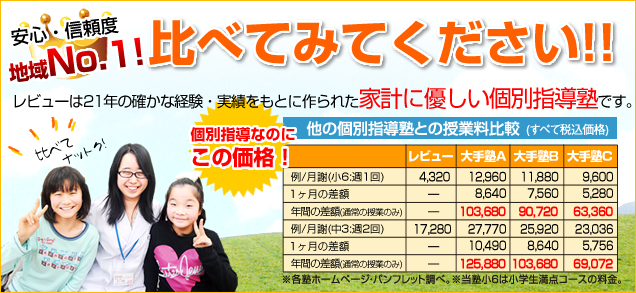 安心・信頼度
地域No.1!
比べてみてください!!
レビューは21年の確かな経験・実績をもとに作られた家計に優しい個別指導塾です。
比べて
ナットク!
個別指導なのに
この価格!
他の個別指導塾との授業料比較 (すべて税込価格)
レビュー 大手塾A 大手塾B 大手塾C
例/月謝(小6:週1回) 4,320 12,960 11,880 9,600
1ヶ月の差額 — 8,640 7,560 5,280
年間の差額(通常の授業のみ) — 103,680 90,720 63,360
例/月謝(中3:週2回) 17,280 27,770 25,920 23,036
1ヶ月の差額 — 10,490 8,640 5,756
年間の差額(通常の授業のみ) — 125,880 103,680 69,072
※各塾ホームページ・パンフレット調べ。※当塾小6は小学生満点コースの料金。